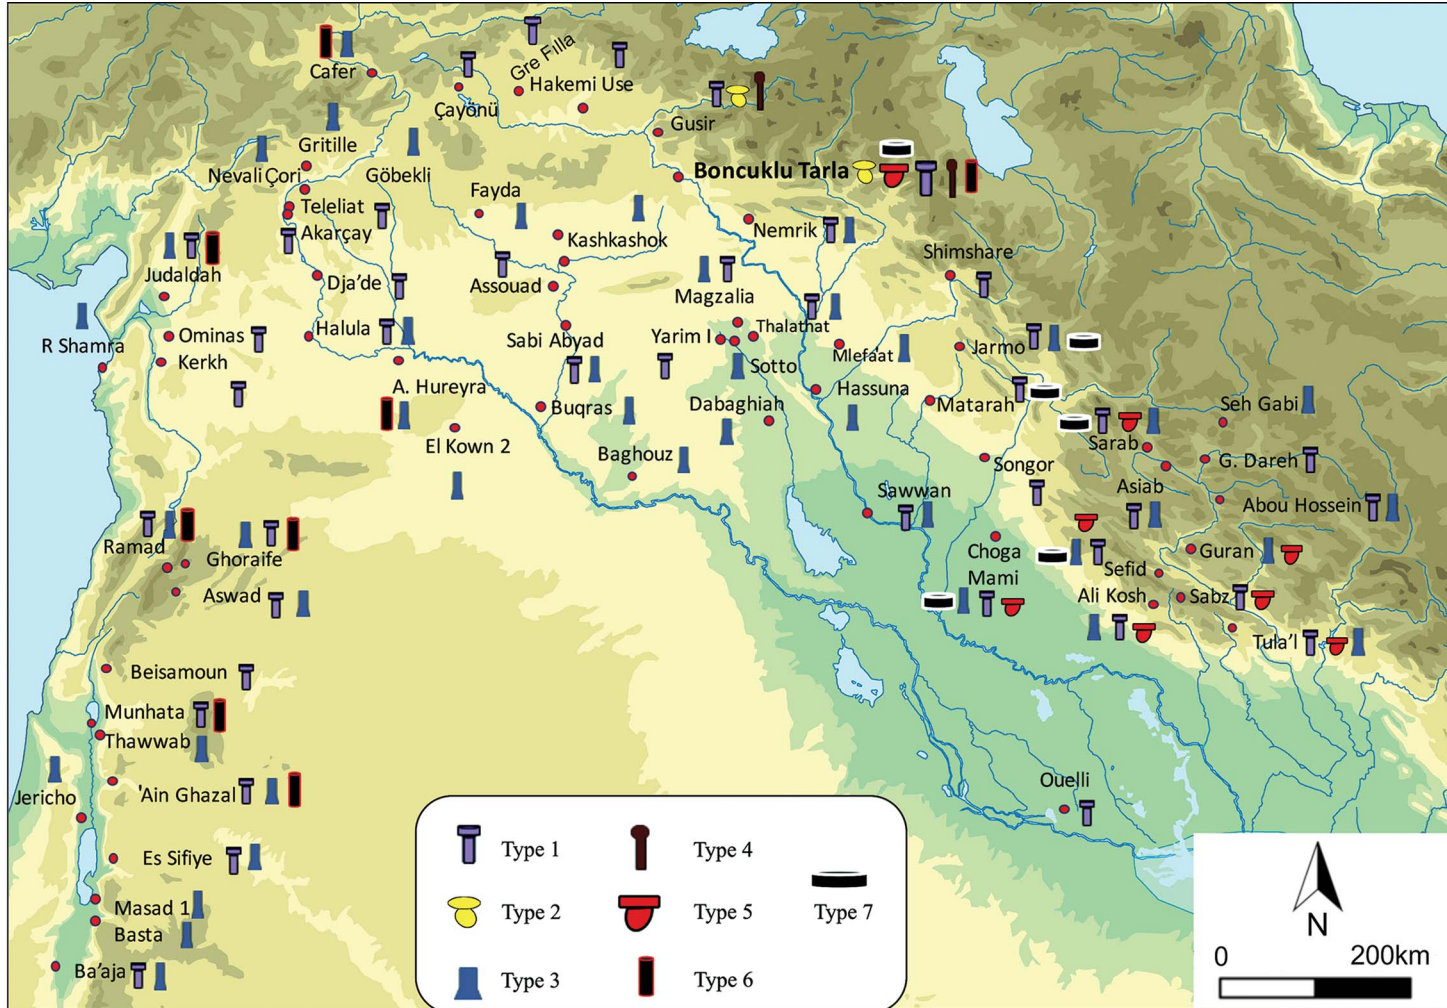 Gre Filla
Cafer
Çayönü
Hakemi Use
Gusir
Gritille
Nevali Çori
Göbekli
Boncuklu Tarla
Fayda
Teleliat
Akarçay
Kashkashok
Nemrik
Shimshare
Judaldah
Dja'de
Assouad
Magzalia
R Shamra
Ominas
Halula
Sabi Abyad
Yarim I
Thalathat
Mlefaat
Jarmo
Kerkh
Sotto
A. Hureyra
Hassuna
Buqras
Dabaghiah
Matarah
Seh Gabi
El Kown 2
Baghouz
Sarab
Songor
G. Dareh
Asiab
Sawwan
Abou Hossein
Ramad
Ghoraife
Choga
Mami
Guran
Sefid
Aswad
Ali Kosh
Sabz
Tula'l
Beisamoun
Munhata
Thawwab
'Ain Ghazal
Jericho
Ouelli
Es Sifiye
Masad 1
Basta
Ba'aja
Type 1
Type 4
Type 2
Type 5
Type 7
Type 3
Type 6
N
0 200km